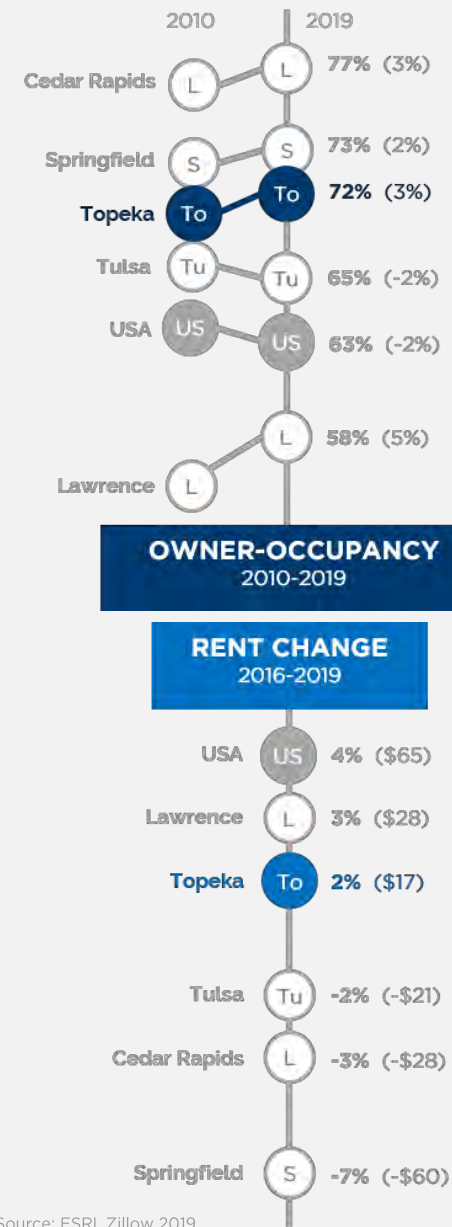 2010 2019
Cedar Rapids L L 77% (3%)
Springfield S S 73% (2%)
Topeka To To 72% (3%)
Tulsa Tu Tu 65% (-2%)
USA US US 63% (-2%)
L 58% (5%)
Lawrence L
OWNER-OCCUPANCY
2010-2019
RENT CHANGE
2016-2019
USA US 4% ($65)
Lawrence L 3% ($28)
Topeka To 2% ($17)
Tulsa Tu -2% (-$21)
Cedar Rapids L -3% (-$28)
Springfield S -7% (-$60)
Source: ESRI, Zillow 2019